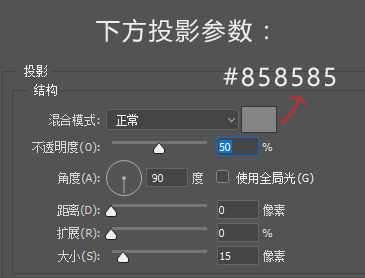 下方投影参数：
投影
#858585
结构
混合模式： 正常
不透明度(O)： 50 %
角度(A)： 90 度 使用全局光(G)
距离(D)： 0 像素
扩展(R)： 0 %
大小(S)： 15 像素